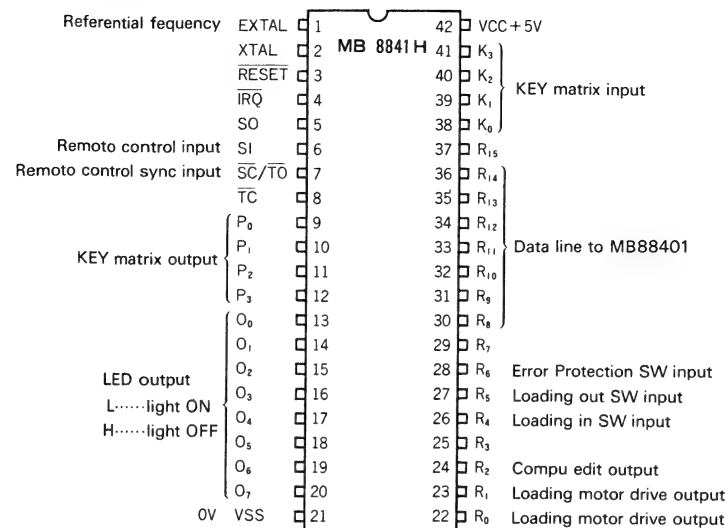 Referential fequency EXTAL 1 MB 8841H 42 VCC+5V
XTAL 2 41 K₃
RESET 3 40 K₂
IRQ 4 39 K₁
KEY matrix input
SO 5 38 K₀
Remoto control input SI 6 37 R₁₅
Remoto control sync input SC/TO 7 36 R₁₄
TC 8 35 R₁₃
P₀ 9 34 R₁₂
KEY matrix output P₁ 10 33 R₁₁ Data line to MB88401
P₂ 11 32 R₁₀
P₃ 12 31 R₉
O₀ 13 30 R₈
O₁ 14 29 R₇
O₂ 15 28 R₆ Error Protection SW input
LED output
O₃ 16 27 R₅ Loading out SW input
L······light ON
O₄ 17 26 R₄ Loading in SW input
H······light OFF
O₅ 18 25 R₃
O₆ 19 24 R₂ Compu edit output
O₇ 20 23 R₁ Loading motor drive output
0V VSS 21 22 R₀ Loading motor drive output